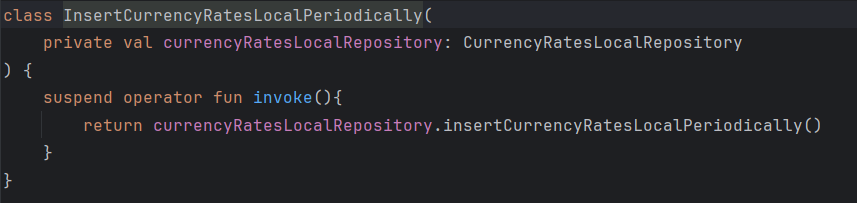 class InsertCurrencyRatesLocalPeriodically(
    private val currencyRatesLocalRepository: CurrencyRatesLocalRepository
) {
    suspend operator fun invoke(){
        return currencyRatesLocalRepository.insertCurrencyRatesLocalPeriodically()
    }
}